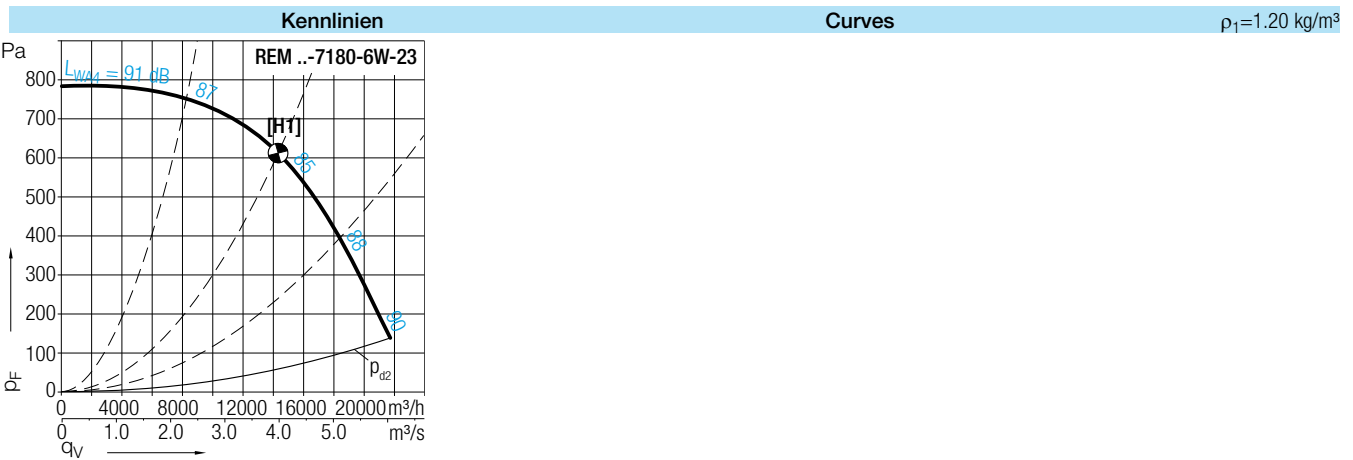 Kennlinien Curves ρ1=1.20 kg/m³
Pa
REM ..-7180-6W-23
LWA4 = 91 dB
87
[H1]
85
88
90
pd2
800
700
600
500
400
300
200
100
0
pF
0 4000 8000 12000 16000 20000 m³/h
0 1.0 2.0 3.0 4.0 5.0 m³/s
qV